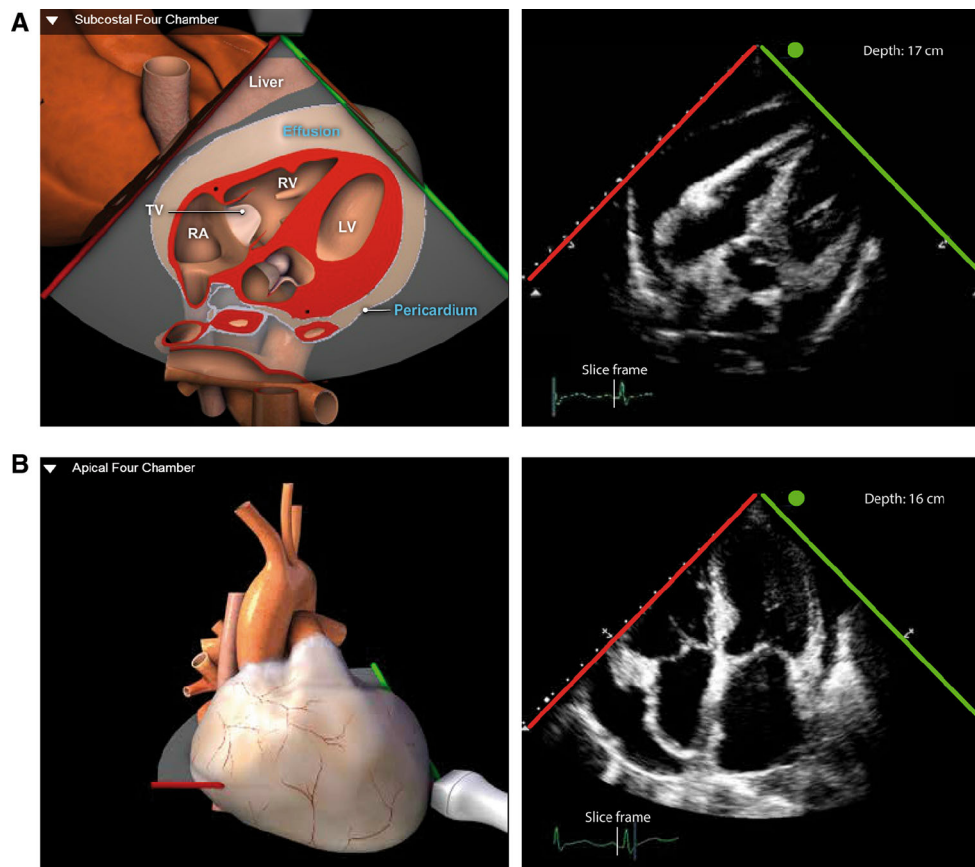 A
Subcostal Four Chamber
Liver
Effusion
RV
TV
RA
LV
Pericardium
Depth: 17 cm
Slice frame
B
Apical Four Chamber
Depth: 16 cm
Slice frame